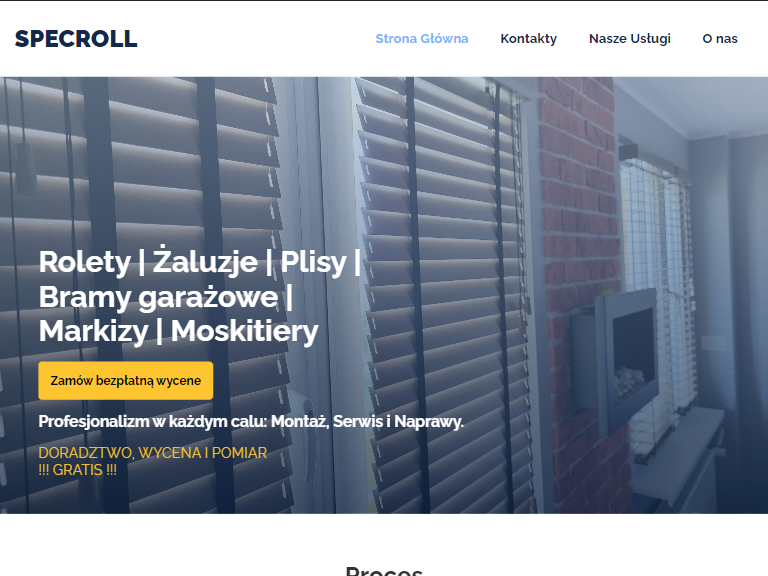 SPECROLL
Strona Główna
Kontakty
Nasze Usługi
O nas
Rolety | Żaluzje | Plisy |
Bramy garażowe |
Markizy | Moskitiery
Zamów bezpłatną wycene
Profesjonalizm w każdym calu: Montaż, Serwis i Naprawy.
DORADZTWO, WYCENA I POMIAR
!!! GRATIS !!!
Proces